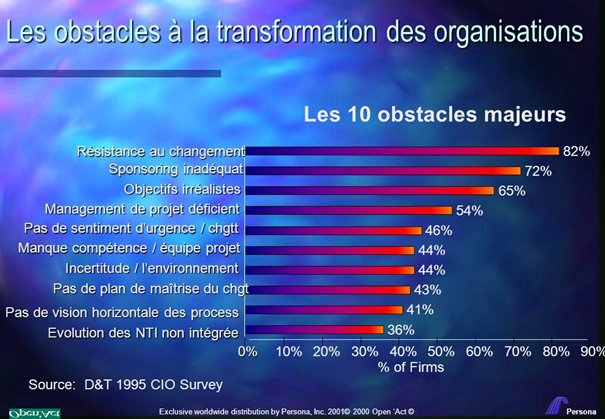 Les obstacles à la transformation des organisations
Les 10 obstacles majeurs
Résistance au changement 82%
Sponsoring inadéquat 72%
Objectifs irréalistes 65%
Management de projet déficient 54%
Pas de sentiment d'urgence / chgtt 46%
Manque compétence / équipe projet 44%
Incertitude / l'environnement 44%
Pas de plan de maîtrise du chgt 43%
Pas de vision horizontale des process 41%
Evolution des NTI non intégrée 36%
0% 10% 20% 30% 40% 50% 60% 70% 80% 90%
% of Firms
Source: D&T 1995 CIO Survey
Exclusive worldwide distribution by Persona, Inc. 2001© 2000 Open 'Act ©
Persona